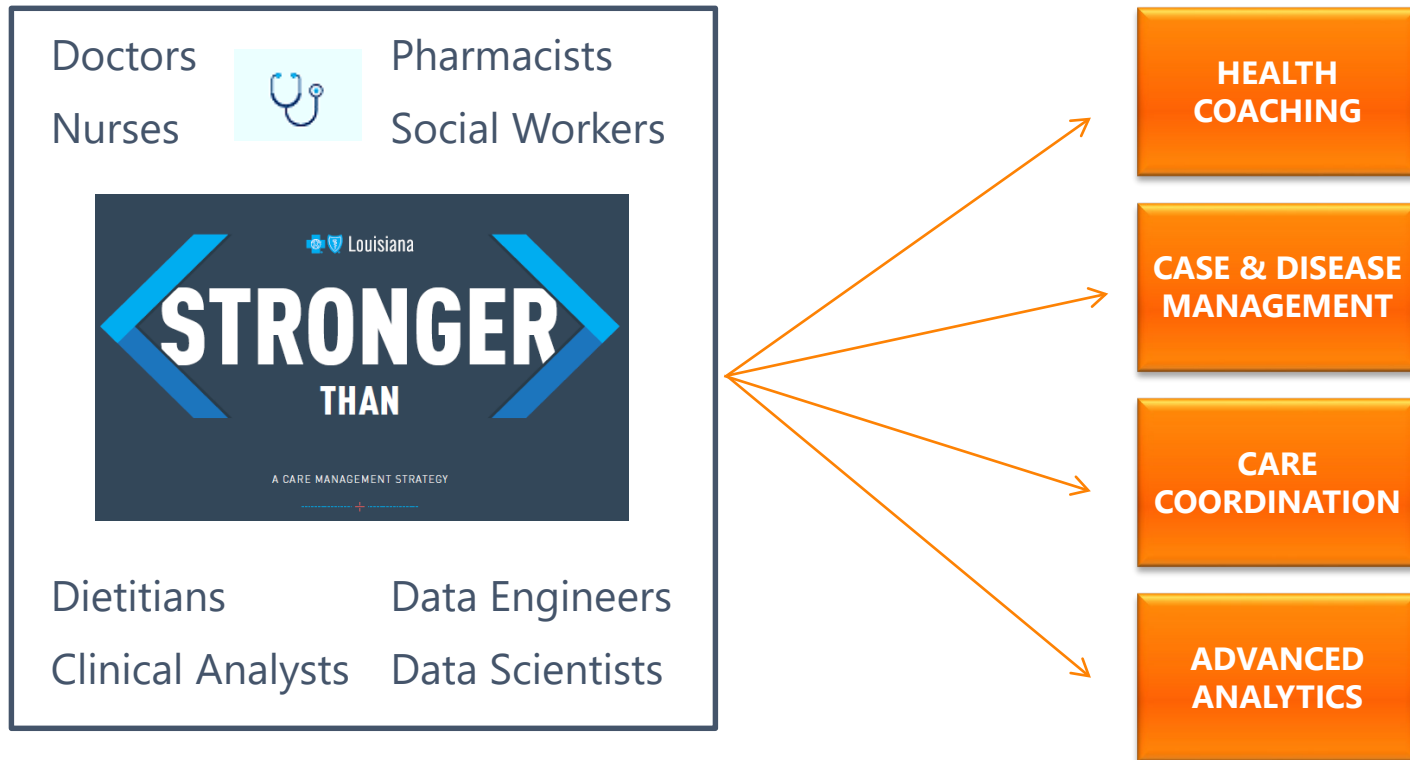 Doctors
Pharmacists
Nurses
Social Workers
Louisiana
STRONGER
THAN
A CARE MANAGEMENT STRATEGY
Dietitians
Data Engineers
Clinical Analysts
Data Scientists
HEALTH
COACHING
CASE & DISEASE
MANAGEMENT
CARE
COORDINATION
ADVANCED
ANALYTICS